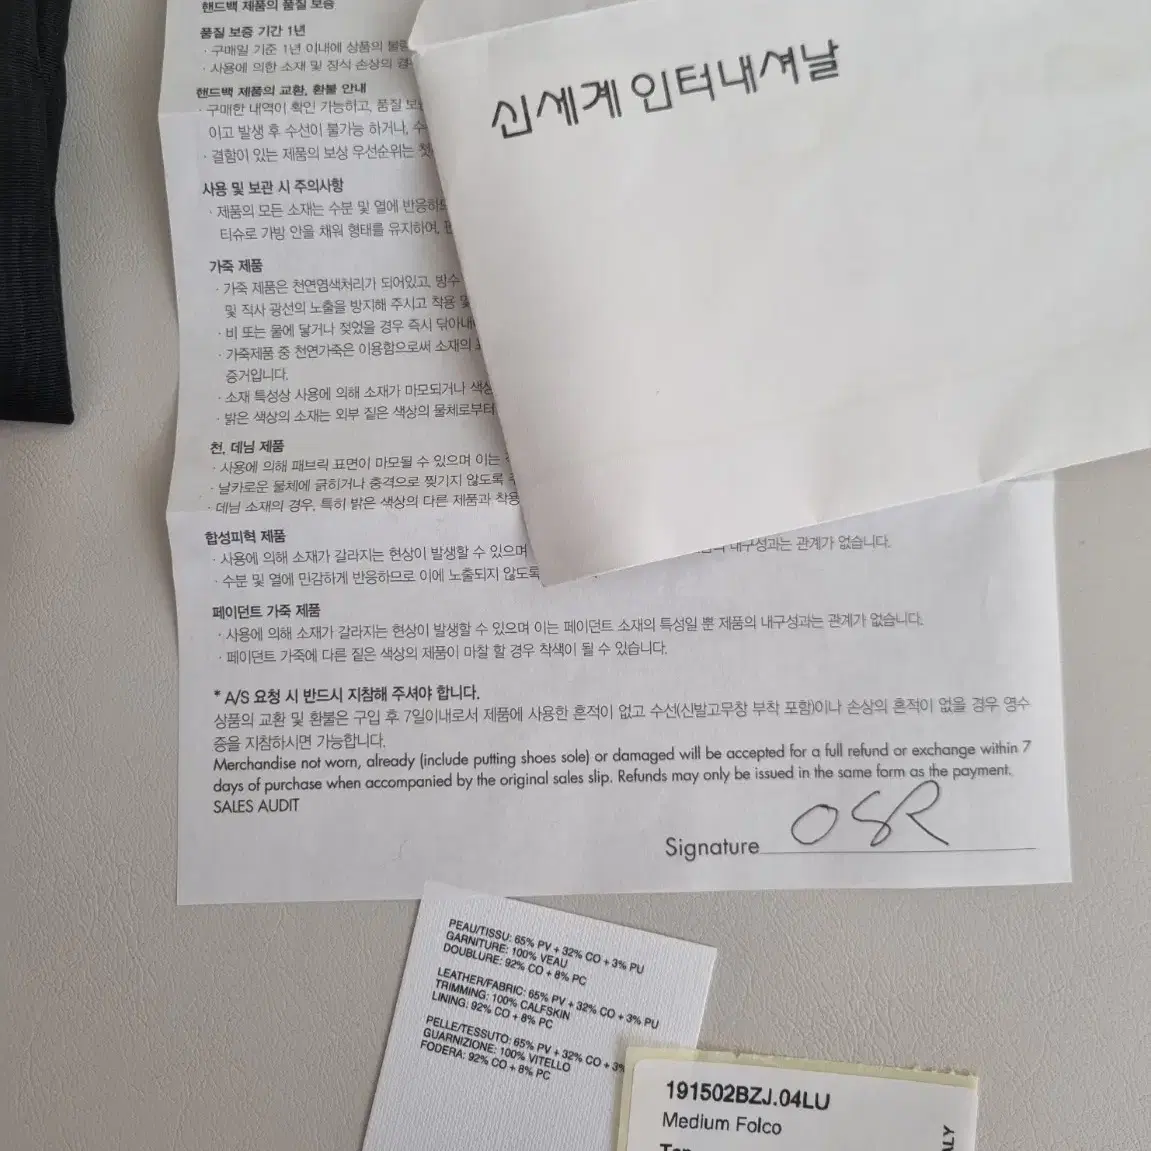 핸드백 제품의 품질 보증
품질 보증 기간 1년
· 구매일 기준 1년 이내에 상품의
· 사용에 의한 소재 및 장식 손상의
핸드백 제품의 교환, 환불 안내
· 구매한 내역이 확인 가능하고, 품질
이고 발생 후 수선이 불가능 하거나,
· 결함이 있는 제품의 보상 우선순위는
사용 및 보관 시 주의사항
· 제품의 모든 소재는 수분 및 열에
티슈로 가방 안을 채워 형태를 유지하여,
가죽 제품
· 가죽 제품은 천연염색처리가 되어있고, 방수
및 직사 광선의 노출을 방지해 주시고 착용 및
· 비 또는 물에 닿거나 젖었을 경우 즉시
· 가죽제품 중 천연가죽은 이용함으로써 소재의
증거입니다.
· 소재 특성상 사용에 의해 소재가 마모되거나
· 밝은 색상의 소재는 외부 짙은 색상의 물체로부터
천, 데님 제품
· 사용에 의해 패브릭 표면이 마모될 수 있으며 이는
· 날카로운 물체에 긁히거나 충격으로 찢기지 않도록
· 데님 소재의 경우, 특히 밝은 색상의 다른 제품과 착용
합성피혁 제품
· 사용에 의해 소재가 갈라지는 현상이 발생할 수 있으며 내구성과는 관계가 없습니다.
· 수분 및 열에 민감하게 반응하므로 이에 노출되지 않도록
페이던트 가죽 제품
· 사용에 의해 소재가 갈라지는 현상이 발생할 수 있으며 이는 페이던트 소재의 특성일 뿐 제품의 내구성과는 관계가 없습니다.
· 페이던트 가죽에 다른 짙은 색상의 제품이 마찰 할 경우 착색이 될 수 있습니다.
* A/S 요청 시 반드시 지참해 주셔야 합니다.
상품의 교환 및 환불은 구입 후 7일이내로서 제품에 사용한 흔적이 없고 수선(신발고무창 부착 포함)이나 손상의 흔적이 없을 경우 영수
증을 지참하시면 가능합니다.
Merchandise not worn, already (include putting shoes sole) or damaged will be accepted for a full refund or exchange within 7
days of purchase when accompanied by the original sales slip. Refunds may only be issued in the same form as the payment.
SALES AUDIT
Signature OSR
신세계 인터내셔날
PEAU/TISSU: 65% PV + 32% CO + 3% PU
GARNITURE: 100% VEAU
DOUBLURE: 92% CO + 8% PC
LEATHER/FABRIC: 65% PV + 32% CO + 3% PU
TRIMMING: 100% CALFSKIN
LINING: 92% CO + 8% PC
PELLE/TESSUTO: 65% PV + 32% CO + 3%
GUARNIZIONE: 100% VITELLO
FODERA: 92% CO + 8% PC
191502BZJ.04LU
Medium Folco